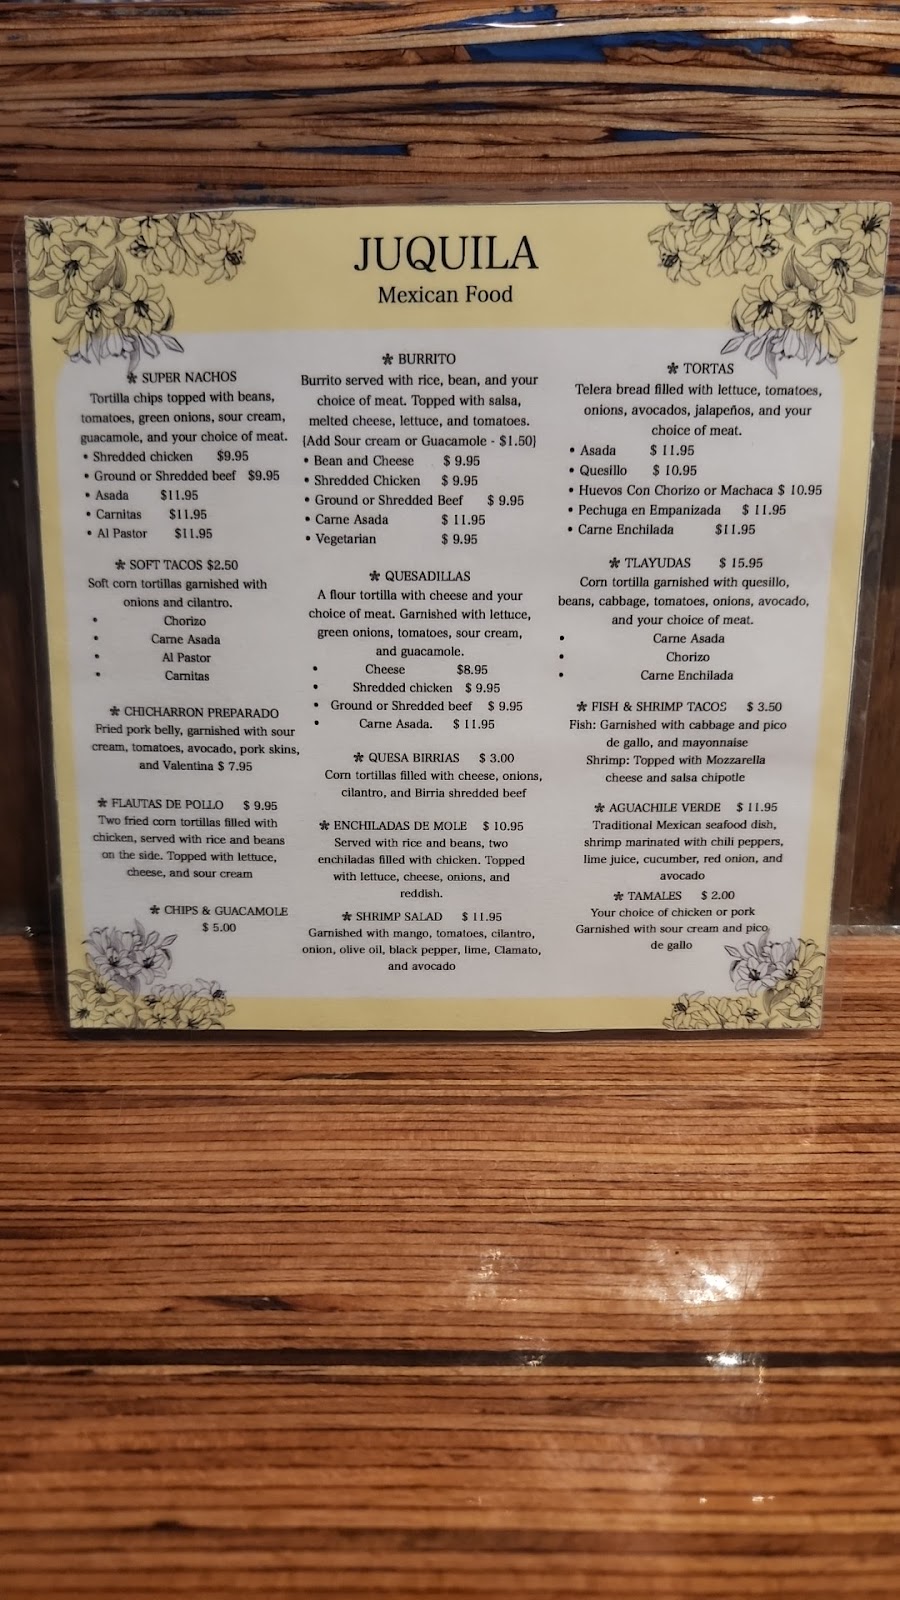 JUQUILA
Mexican Food
✲ SUPER NACHOS
Tortilla chips topped with beans,
tomatoes, green onions, sour cream,
guacamole, and your choice of meat.
• Shredded chicken $9.95
• Ground or Shredded beef $9.95
• Asada $11.95
• Carnitas $11.95
• Al Pastor $11.95
✲ SOFT TACOS $2.50
Soft corn tortillas garnished with
onions and cilantro.
• Chorizo
• Carne Asada
• Al Pastor
• Carnitas
✲ CHICHARRON PREPARADO
Fried pork belly, garnished with sour
cream, tomatoes, avocado, pork skins,
and Valentina $ 7.95
✲ FLAUTAS DE POLLO $ 9.95
Two fried corn tortillas filled with
chicken, served with rice and beans
on the side. Topped with lettuce,
cheese, and sour cream
✲ CHIPS & GUACAMOLE
$ 5.00
✲ BURRITO
Burrito served with rice, bean, and your
choice of meat. Topped with salsa,
melted cheese, lettuce, and tomatoes.
(Add Sour cream or Guacamole - $1.50)
• Bean and Cheese $ 9.95
• Shredded Chicken $ 9.95
• Ground or Shredded Beef $ 9.95
• Carne Asada $ 11.95
• Vegetarian $ 9.95
✲ QUESADILLAS
A flour tortilla with cheese and your
choice of meat. Garnished with lettuce,
green onions, tomatoes, sour cream,
and guacamole.
• Cheese $8.95
• Shredded chicken $ 9.95
• Ground or Shredded beef $ 9.95
• Carne Asada. $ 11.95
✲ QUESA BIRRIAS $ 3.00
Corn tortillas filled with cheese, onions,
cilantro, and Birria shredded beef
✲ ENCHILADAS DE MOLE $ 10.95
Served with rice and beans, two
enchiladas filled with chicken. Topped
with lettuce, cheese, onions, and
reddish.
✲ SHRIMP SALAD $ 11.95
Garnished with mango, tomatoes, cilantro,
onion, olive oil, black pepper, lime, Clamato,
and avocado
✲ TORTAS
Telera bread filled with lettuce, tomatoes,
onions, avocados, jalapeños, and your
choice of meat.
• Asada $ 11.95
• Quesillo $ 10.95
• Huevos Con Chorizo or Machaca $ 10.95
• Pechuga en Empanizada $ 11.95
• Carne Enchilada $11.95
✲ TLAYUDAS $ 15.95
Corn tortilla garnished with quesillo,
beans, cabbage, tomatoes, onions, avocado,
and your choice of meat.
• Carne Asada
• Chorizo
• Carne Enchilada
✲ FISH & SHRIMP TACOS $ 3.50
Fish: Garnished with cabbage and pico
de gallo, and mayonnaise
Shrimp: Topped with Mozzarella
cheese and salsa chipotle
✲ AGUACHILE VERDE $ 11.95
Traditional Mexican seafood dish,
shrimp marinated with chili peppers,
lime juice, cucumber, red onion, and
avocado
✲ TAMALES $ 2.00
Your choice of chicken or pork
Garnished with sour cream and pico
de gallo